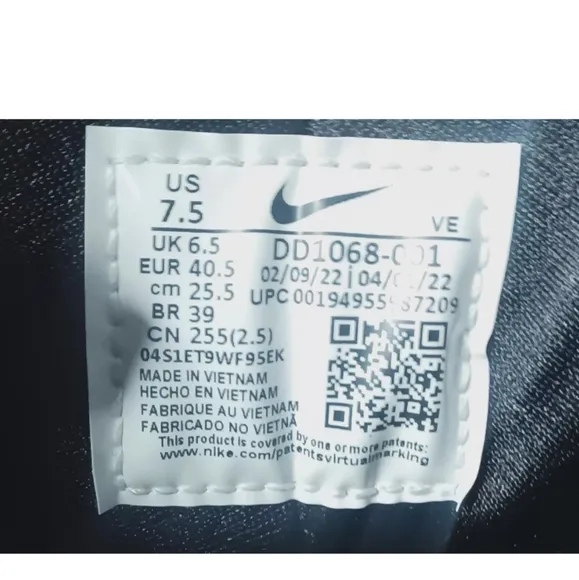 US
7.5
VE
UK 6.5
EUR 40.5
cm 25.5
BR 39
CN 255(2.5)
02/09/22
UPC
04S1ET9WF95EK
MADE IN VIETNAM
HECHO EN VIETNAM
FABRIQUE AU VIETNAM
FABRICADO NO VIETNÃ
This product is covered by one or more patents:
www.nike.com/patentsvirtualmarking